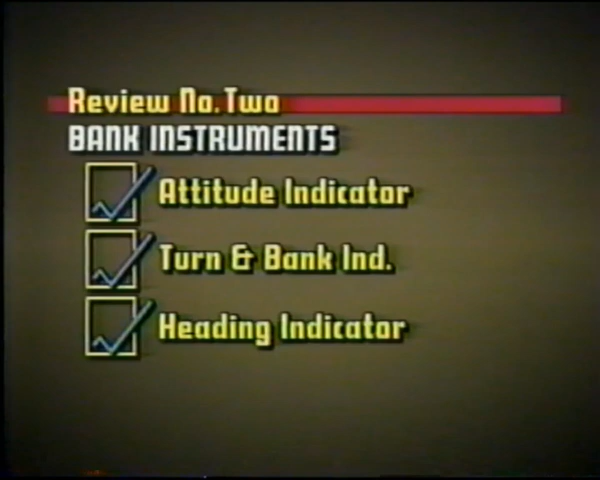 Review No. Two
BANK INSTRUMENTS
Attitude Indicator
Turn & Bank Ind.
Heading Indicator